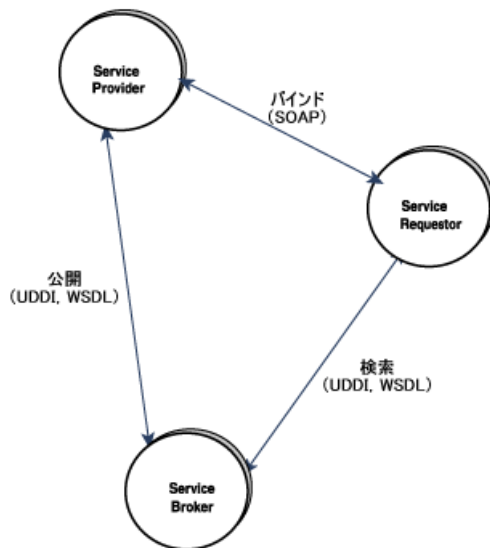 Service
Provider
バインド
(SOAP)
Service
Requestor
公開
(UDDI, WSDL)
検索
(UDDI, WSDL)
Service
Broker